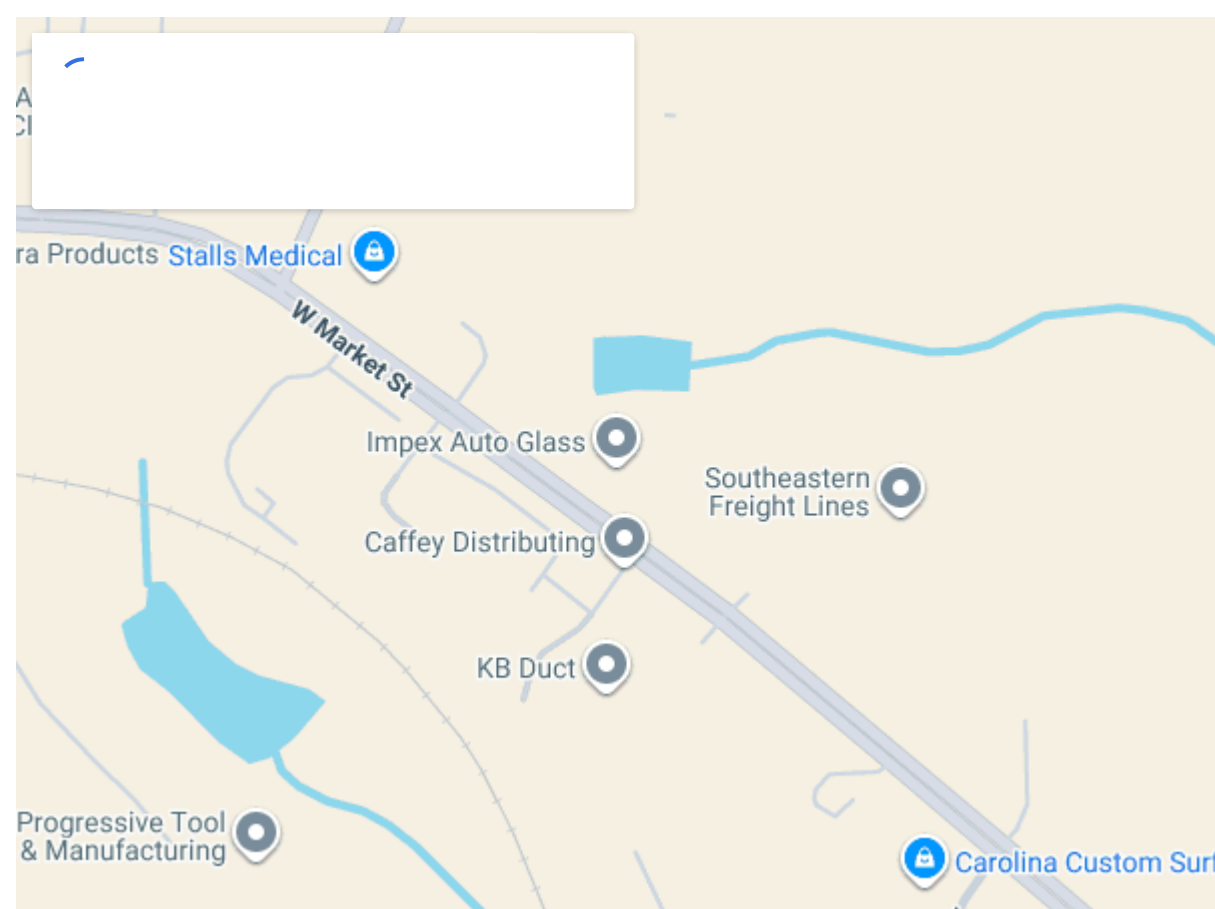 A
ra Products
Stalls Medical
W Market St
Impex Auto Glass
Southeastern
Freight Lines
Caffey Distributing
KB Duct
Progressive Tool
& Manufacturing
Carolina Custom Surf